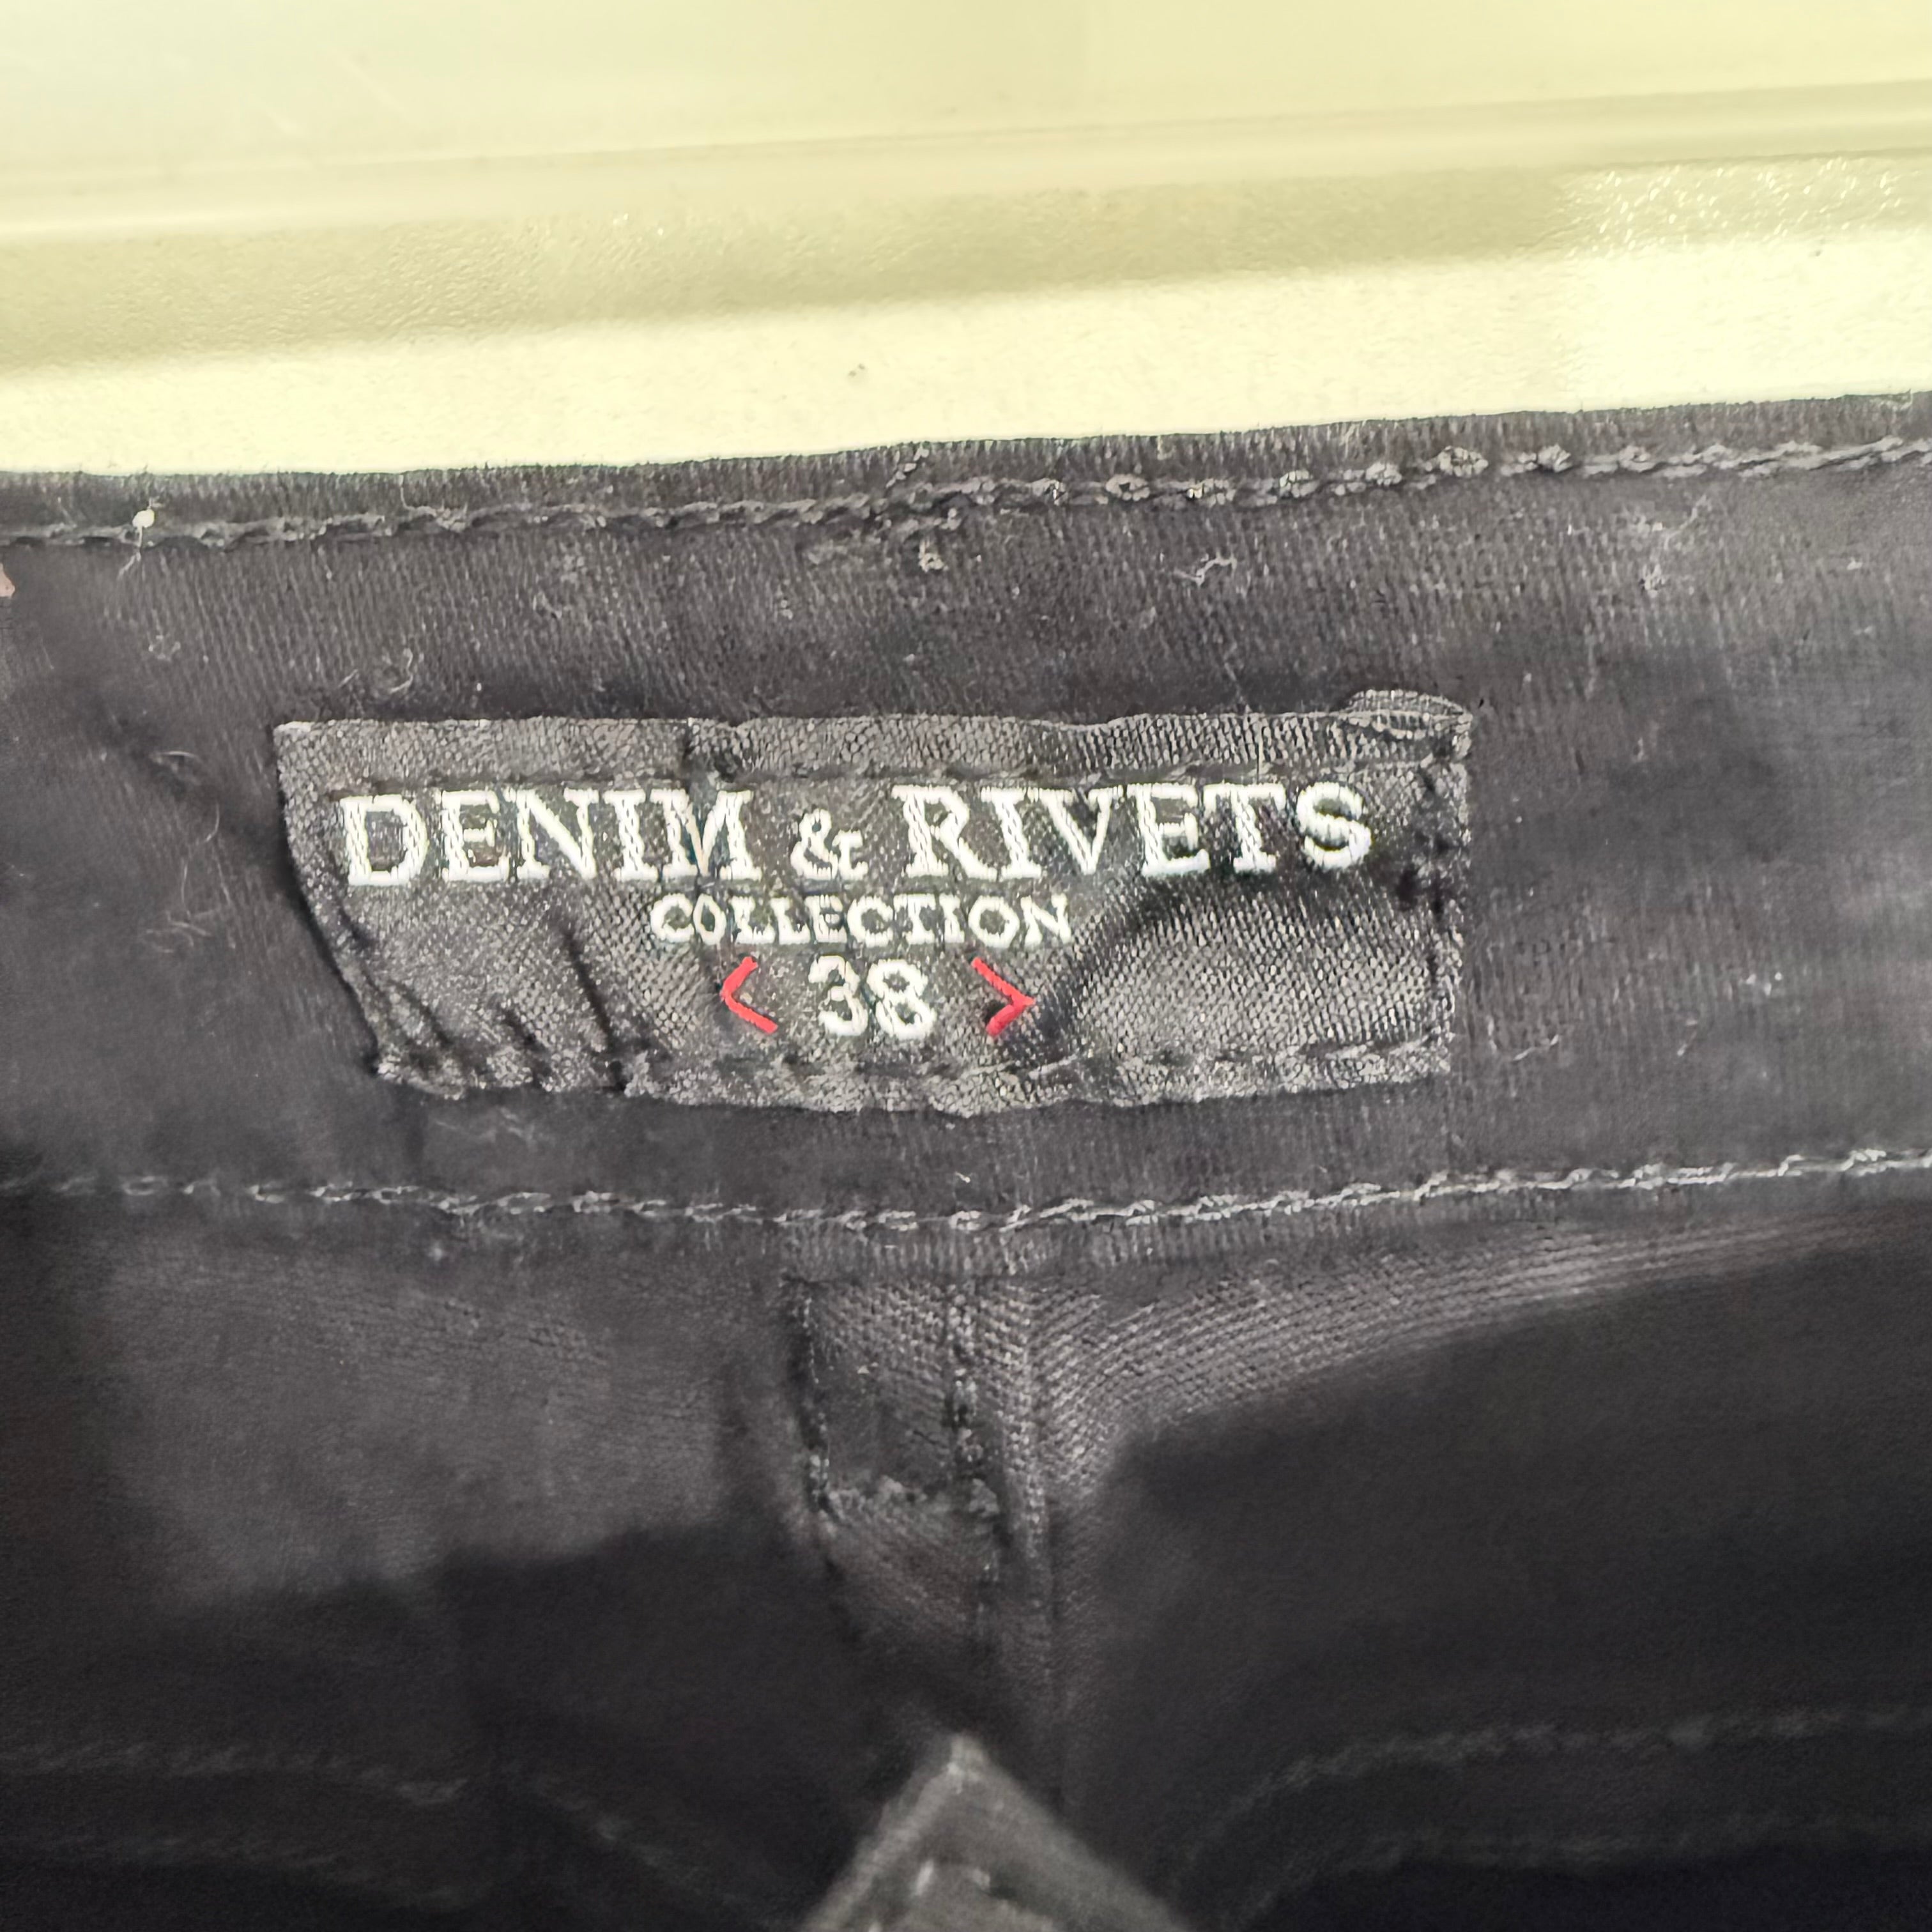 DENIM & RIVETS
COLLECTION
< 38 >